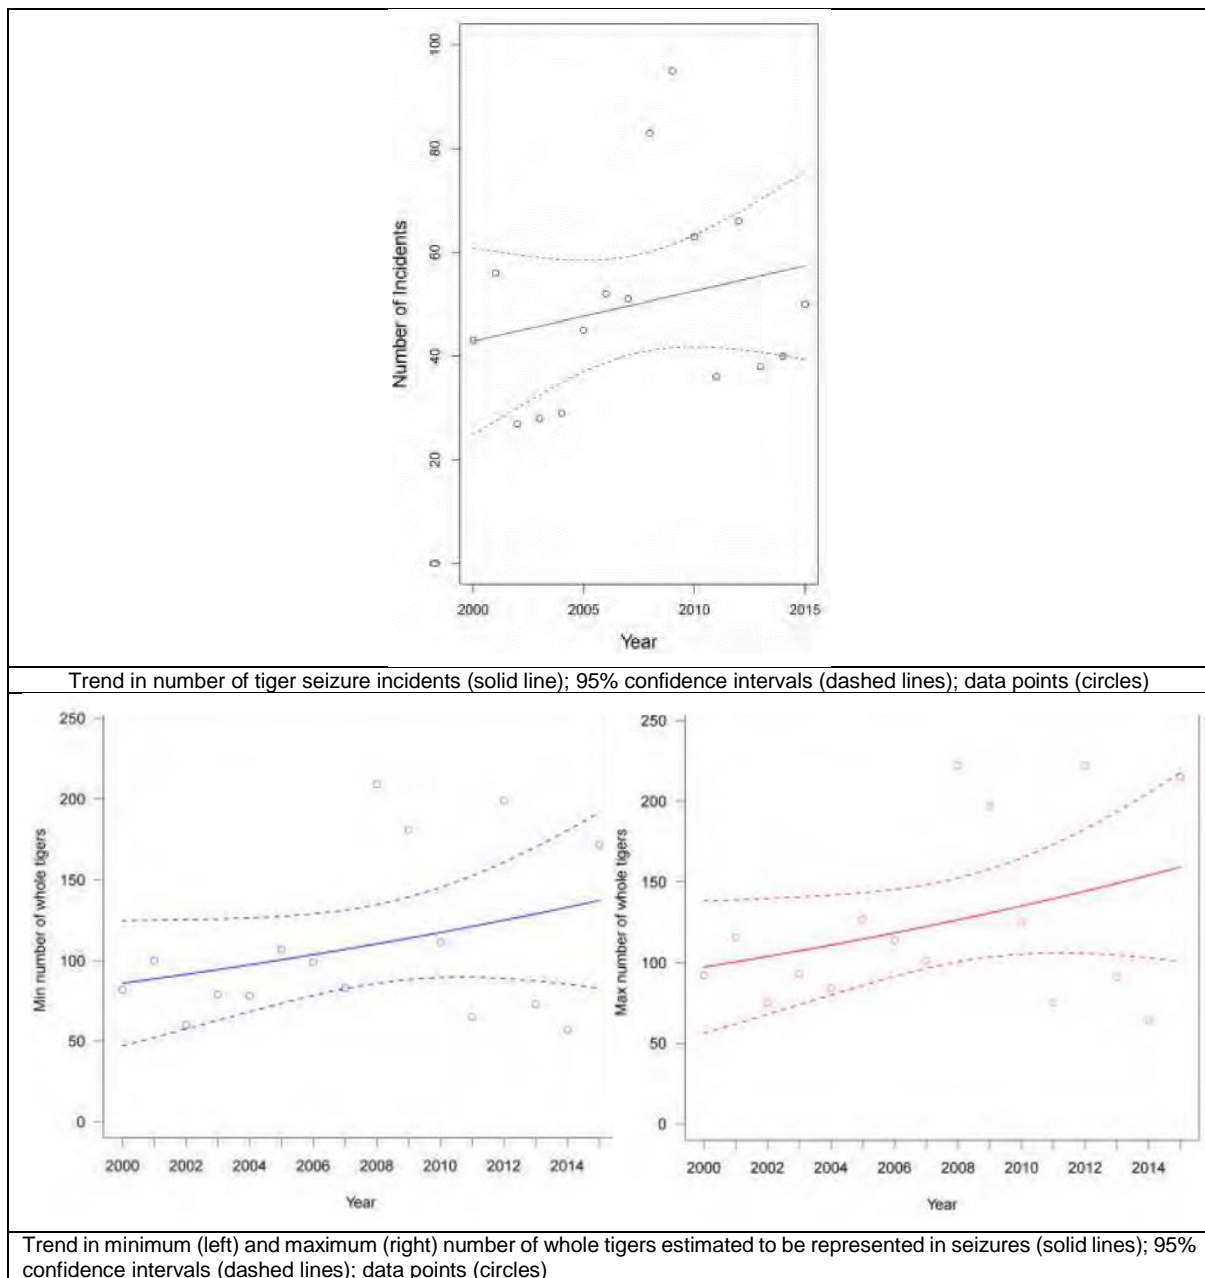 100
80
60
40
20
0
Number of Incidents
2000 2005 2010 2015
Year
Trend in number of tiger seizure incidents (solid line); 95% confidence intervals (dashed lines); data points (circles)
250
200
150
100
50
0
Min number of whole tigers
2000 2002 2004 2006 2008 2010 2012 2014
Year
250
200
150
100
50
0
Max number of whole tigers
2000 2002 2004 2006 2008 2010 2012 2014
Year
Trend in minimum (left) and maximum (right) number of whole tigers estimated to be represented in seizures (solid lines); 95%
confidence intervals (dashed lines); data points (circles)